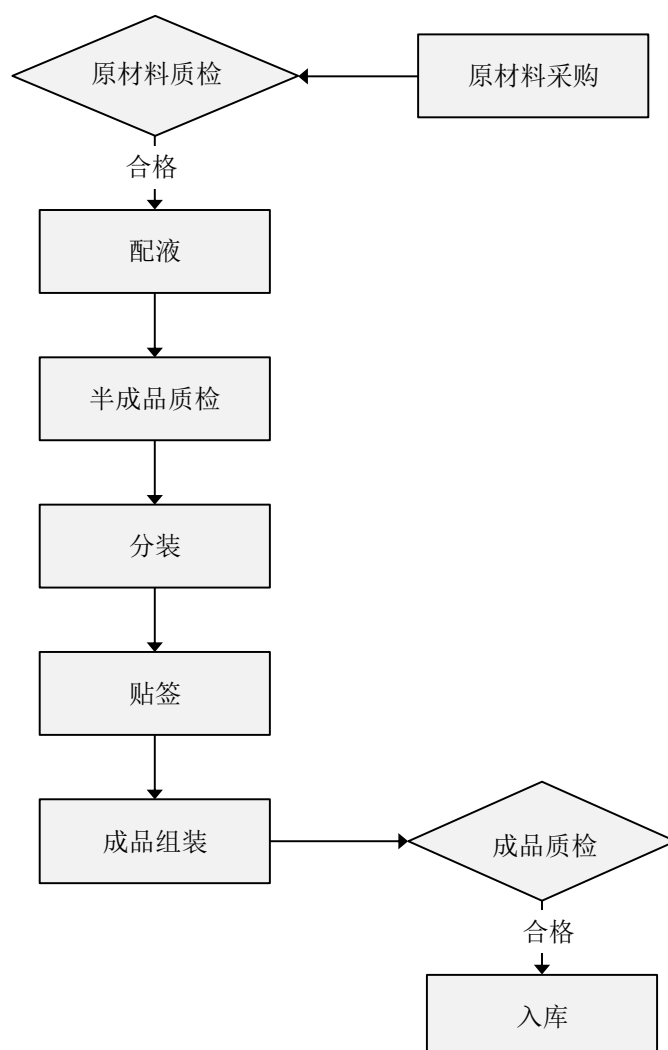 原材料质检
原材料采购
合格
配液
半成品质检
分装
贴签
成品组装
成品质检
合格
入库